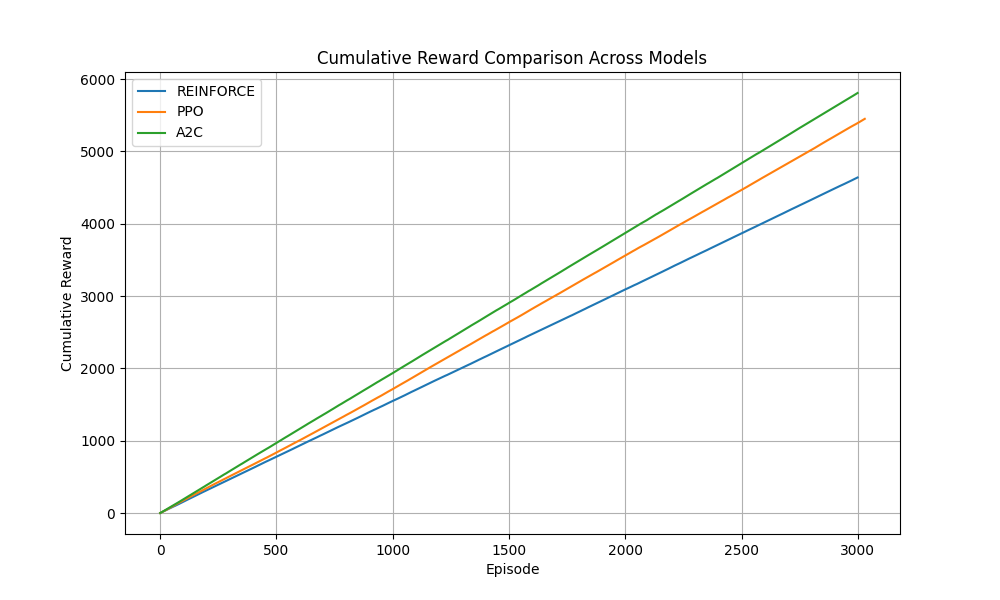 Cumulative Reward Comparison Across Models
REINFORCE
PPO
A2C
6000
5000
4000
3000
2000
1000
0
Cumulative Reward
0 500 1000 1500 2000 2500 3000
Episode